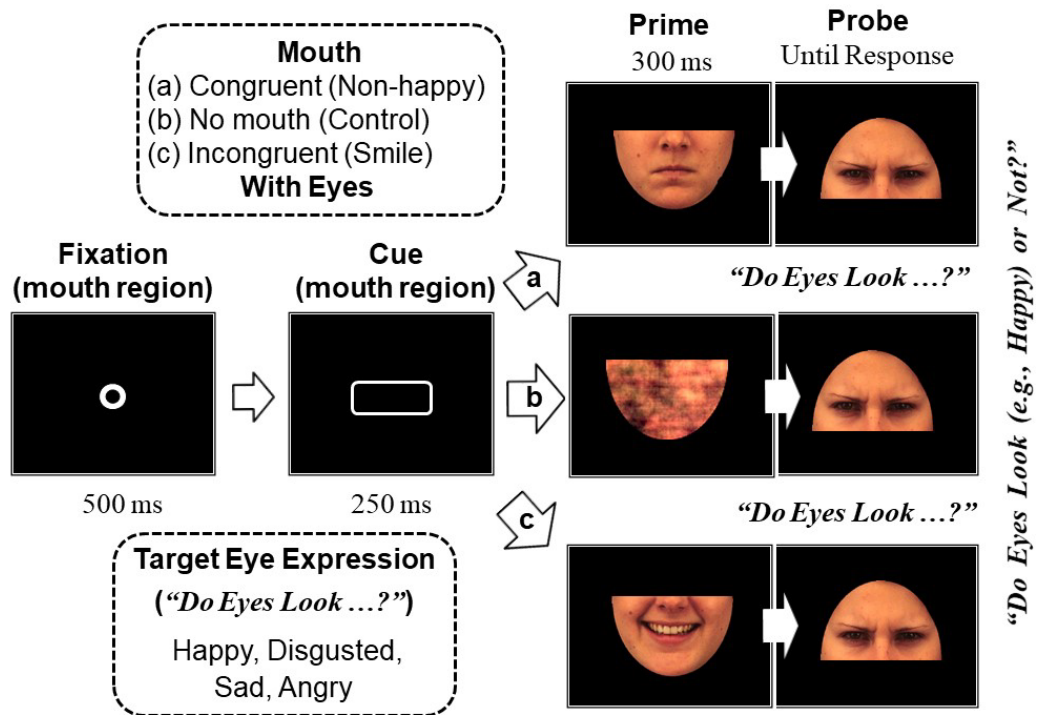 Mouth
(a) Congruent (Non-happy)
(b) No mouth (Control)
(c) Incongruent (Smile)
With Eyes
Prime
300 ms
Probe
Until Response
Fixation
(mouth region)
Cue
(mouth region)
a
b
c
500 ms
250 ms
"Do Eyes Look ...?"
"Do Eyes Look ...?"
"Do Eyes Look (e.g., Happy) or Not?"
Target Eye Expression
("Do Eyes Look ...?")
Happy, Disgusted,
Sad, Angry